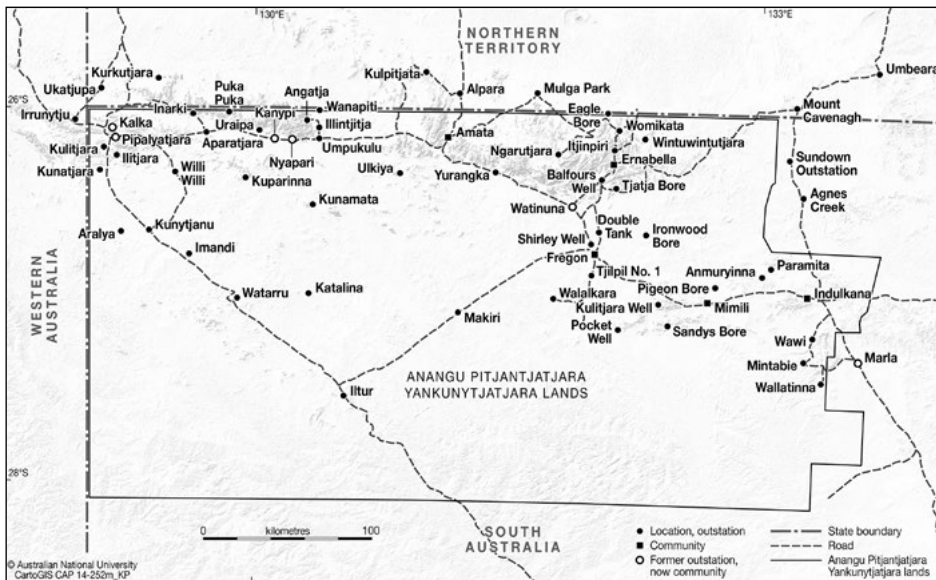 130°E
133°E
NORTHERN
TERRITORY
Umbeara
Kurkutjara
Kulpitjata
Ukatjupa
Puka
Puka
Angatja
Alpara
Mulga Park
26°S
Irrunytju
Inarki
Kanypi
Wanapiti
Eagle
Bore
Mount
Cavenagh
Kalka
Uraipa
Illintjitja
Womikata
Pipalyatjara
Amata
Itjinpiri
Wintuwintutjara
Kulitjara
Aparatjara
Umpukulu
Ngarutjara
Ernabella
Ilitjara
Nyapari
Sundown
Outstation
Kunatjara
Willi
Willi
Kuparinna
Ulkiya
Yurangka
Balfours
Well
Tjatja Bore
Kunamata
Watinuna
Agnes
Creek
Aralya
Kunytjanu
Double
Tank
Ironwood
Bore
Imandi
Shirley Well
Fregon
Anmuryinna
Paramita
WESTERN
AUSTRALIA
Tjilpil No. 1
Pigeon Bore
Watarru
Katalina
Walalkara
Kulitjara Well
Mimili
Indulkana
Makiri
Pocket
Well
Sandys Bore
Wawi
Mintabie
Marla
Iltur
ANANGU PITJANTJATJARA
YANKUNYTJATJARA LANDS
Wallatinna
28°S
0
kilometres
100
SOUTH
AUSTRALIA
Location, outstation
Community
Former outstation,
now community
State boundary
Road
Anangu Pitjantjatjara
Yankunytjatjara lands
© Australian National University
CartoGIS CAP 14-252m_KP